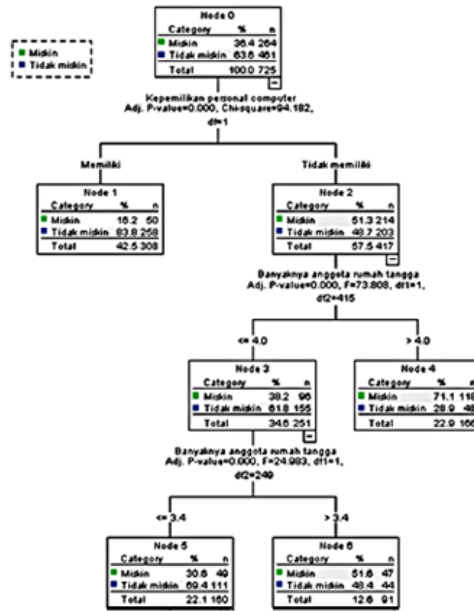 Miskin
Tidak miskin
Node 0
Category % n
Miskin 36.4 264
Tidak miskin 63.6 461
Total 100.0 725
Kepemilikan personal computer
Adj. P-value=0.000, Chi-square=94.182,
df=1
Memiliki
Tidak memiliki
Node 1
Category % n
Miskin 16.2 50
Tidak miskin 83.8 258
Total 42.5 308
Node 2
Category % n
Miskin 51.3 214
Tidak miskin 48.7 203
Total 57.5 417
Banyaknya anggota rumah tangga
Adj. P-value=0.000, F=73.808, df1=1,
df2=415
<= 4.0
> 4.0
Node 3
Category % n
Miskin 38.2 96
Tidak miskin 61.8 155
Total 34.6 251
Node 4
Category % n
Miskin 71.1 118
Tidak miskin 28.9 48
Total 22.9 166
Banyaknya anggota rumah tangga
Adj. P-value=0.000, F=24.983, df1=1,
df2=249
<= 3.4
> 3.4
Node 5
Category % n
Miskin 30.6 49
Tidak miskin 69.4 111
Total 22.1 160
Node 6
Category % n
Miskin 51.6 47
Tidak miskin 48.4 44
Total 12.6 91